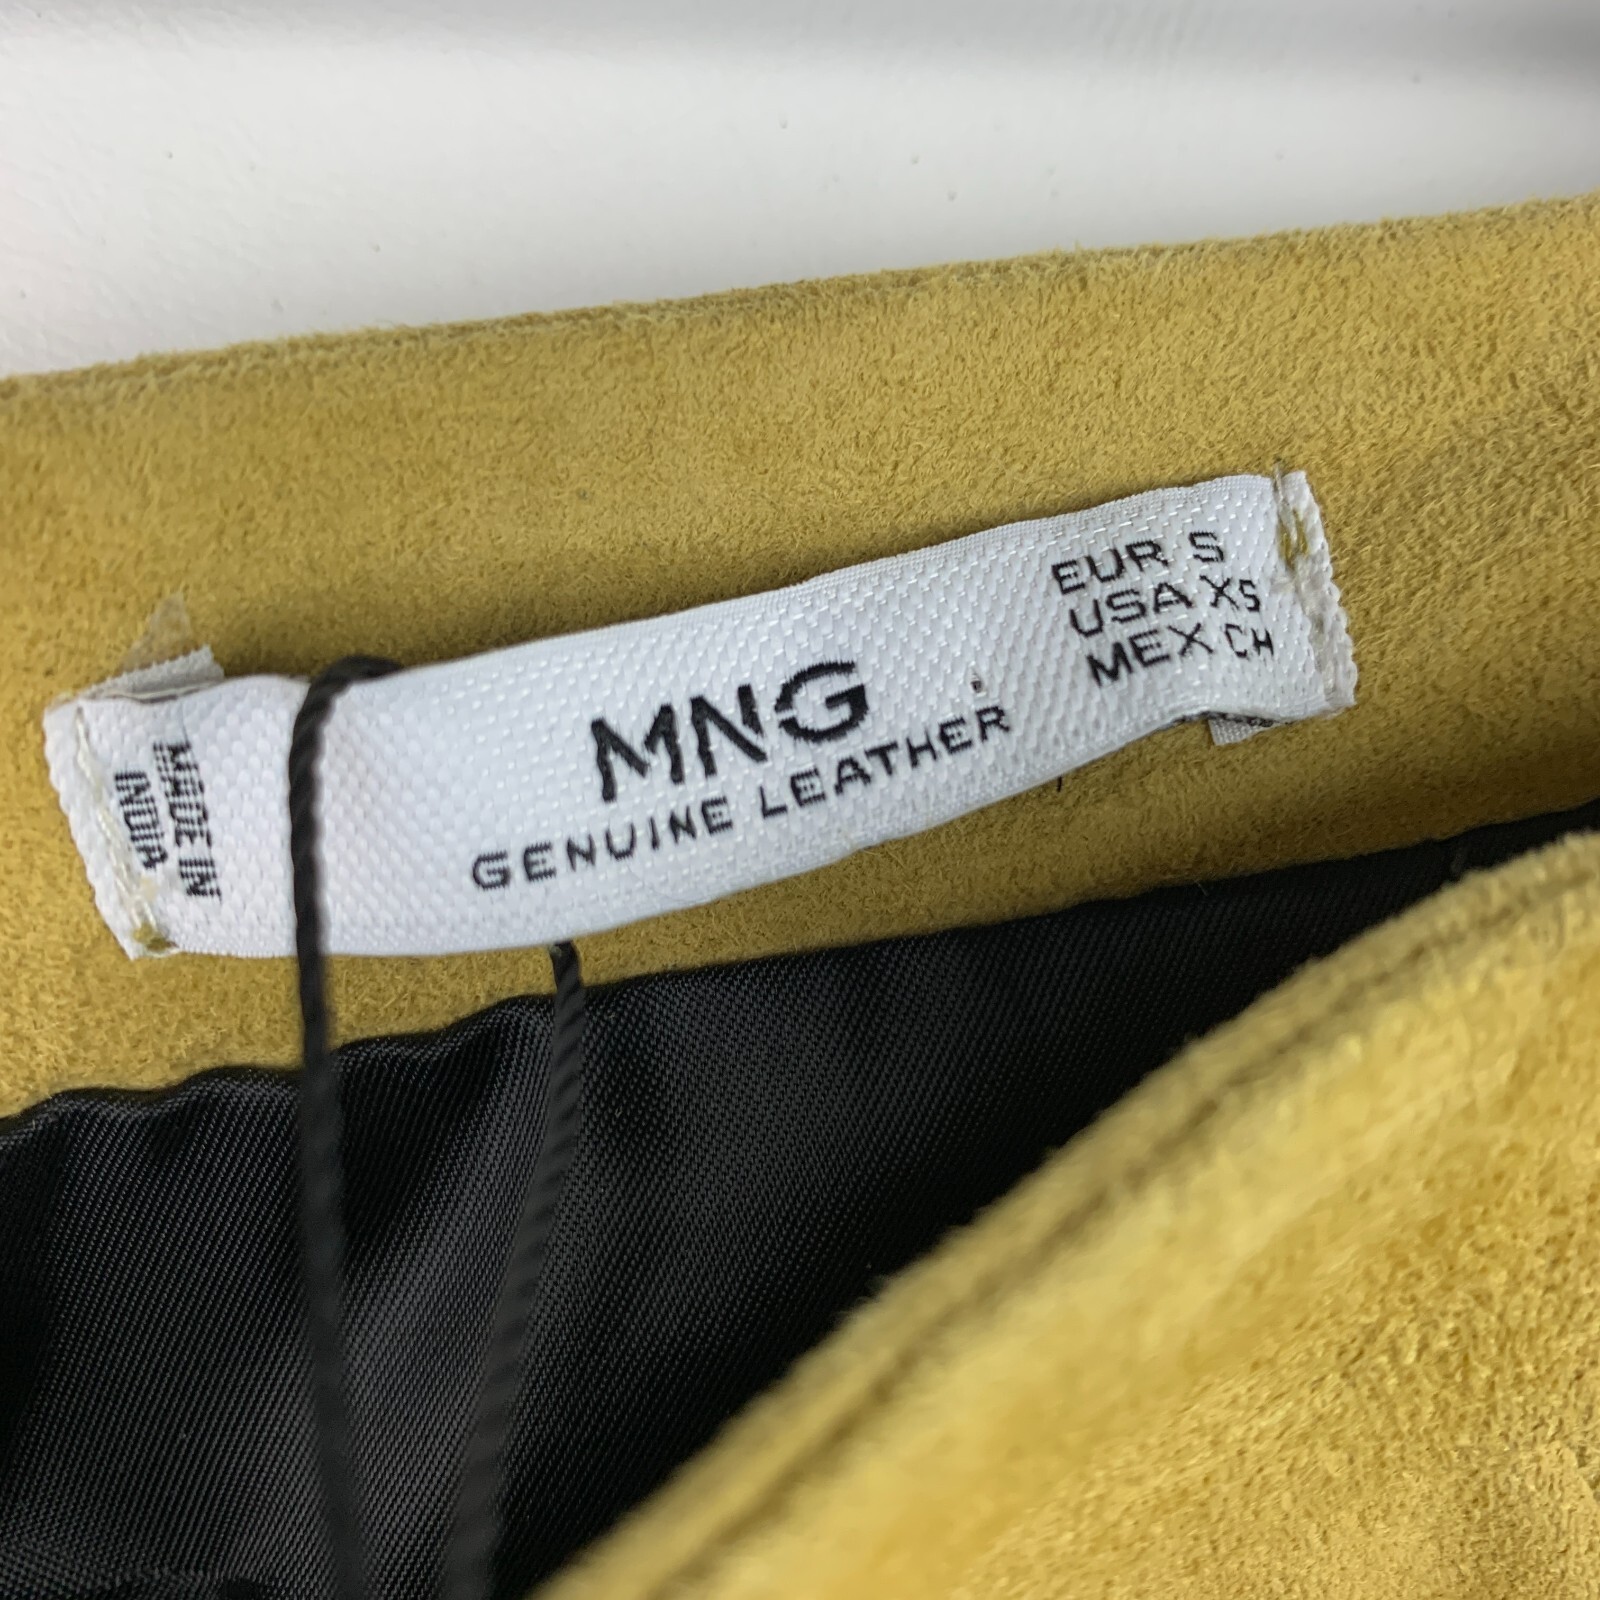 MADE IN
INDIA
MNG
GENUINE LEATHER
EUR S
USA XS
MEX CH